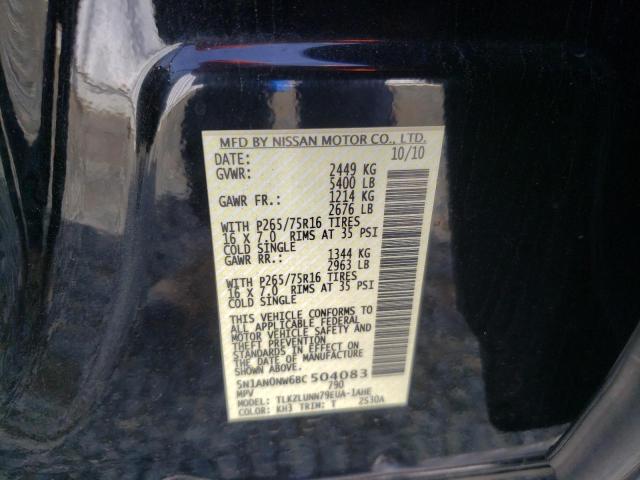 MFD BY NISSAN MOTOR CO., LTD.
DATE: 10/10
GVWR: 2449 KG
5400 LB
GAWR FR.: 1214 KG
2676 LB
WITH P265/75R16 TIRES
16 X 7.0 RIMS AT 35 PSI
COLD SINGLE
GAWR RR.: 1344 KG
2963 LB
WITH P265/75R16 TIRES
16 X 7.0 RIMS AT 35 PSI
COLD SINGLE
THIS VEHICLE CONFORMS TO
ALL APPLICABLE FEDERAL
MOTOR VEHICLE SAFETY AND
THEFT PREVENTION
STANDARDS IN EFFECT ON
THE DATE OF MANUFACTURE
SHOWN ABOVE.
5N1AN0NW6BC504083
MPV 790
MODEL: TLKZLUNN79EUA-1AHE
COLOR: KH3 TRIM: T 2S30A